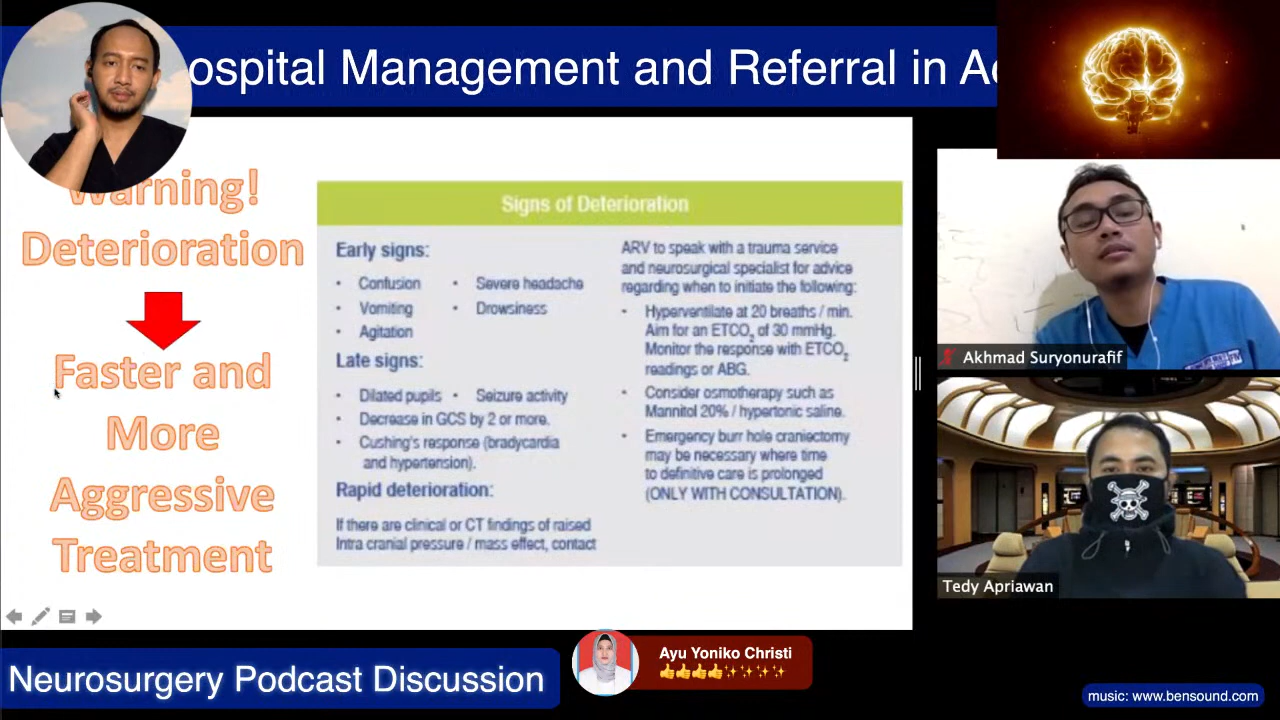 ospital Management and Referral in Ac
Warning!
Deterioration
Faster and
More
Aggressive
Treatment
Signs of Deterioration
Early signs:
• Confusion
• Severe headache
• Vomiting
• Drowsiness
• Agitation
Late signs:
• Dilated pupils
• Seizure activity
• Decrease in GCS by 2 or more.
• Cushing's response (bradycardia
and hypertension).
Rapid deterioration:
If there are clinical or CT findings of raised
Intra cranial pressure / mass effect, contact
ARV to speak with a trauma service
and neurosurgical specialist for advice
regarding when to initiate the following:
• Hyperventilate at 20 breaths / min.
Aim for an ETCO₂ of 30 mmHg.
Monitor the response with ETCO₂
readings or ABG.
• Consider osmotherapy such as
Mannitol 20% / hypertonic saline.
• Emergency burr hole craniectomy
may be necessary where time
to definitive care is prolonged
(ONLY WITH CONSULTATION).
Akhmad Suryonurafif
Tedy Apriawan
Neurosurgery Podcast Discussion
Ayu Yoniko Christi
👍👍👍👍✨✨✨✨
music: www.bensound.com